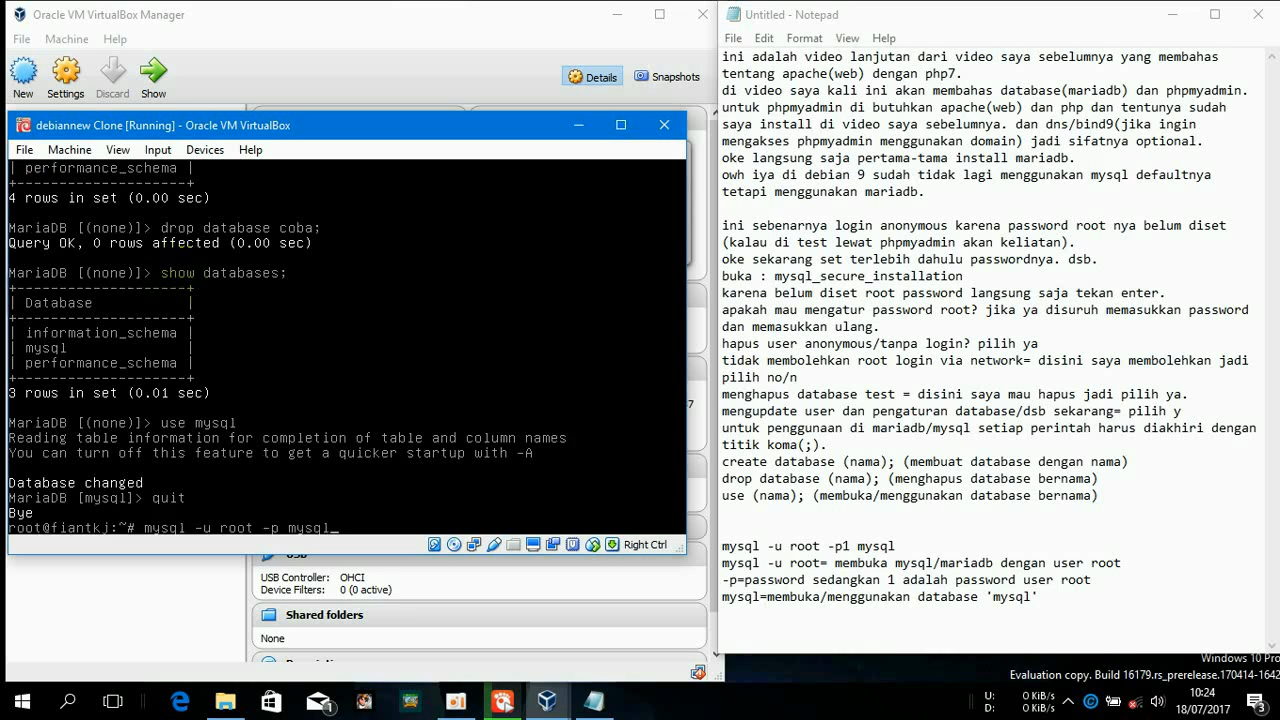 Oracle VM VirtualBox Manager
File Machine Help
New Settings Discard Show
Details Snapshots
debiannew Clone [Running] - Oracle VM VirtualBox
File Machine View Input Devices Help
| performance_schema |
+--------------------+
4 rows in set (0.00 sec)
MariaDB [(none)]> drop database coba;
Query OK, 0 rows affected (0.00 sec)
MariaDB [(none)]> show databases;
+--------------------+
| Database |
+--------------------+
| information_schema |
| mysql |
| performance_schema |
+--------------------+
3 rows in set (0.01 sec)
MariaDB [(none)]> use mysql
Reading table information for completion of table and column names
You can turn off this feature to get a quicker startup with -A
Database changed
MariaDB [mysql]> quit
Bye
root@fiantkj:~# mysql -u root -p mysql_
Right Ctrl
7
USB Controller: OHCI
Device Filters: 0 (0 active)
Shared folders
None
Untitled - Notepad
File Edit Format View Help
ini adalah video lanjutan dari video saya sebelumnya yang membahas
tentang apache(web) dengan php7.
di video saya kali ini akan membahas database(mariadb) dan phpmyadmin.
untuk phpmyadmin di butuhkan apache(web) dan php dan tentunya sudah
saya install di video saya sebelumnya. dan dns/bind9(jika ingin
mengakses phpmyadmin menggunakan domain) jadi sifatnya optional.
oke langsung saja pertama-tama install mariadb.
owh iya di debian 9 sudah tidak lagi menggunakan mysql defaultnya
tetapi menggunakan mariadb.
ini sebenarnya login anonymous karena password root nya belum diset
(kalau di test lewat phpmyadmin akan keliatan).
oke sekarang set terlebih dahulu passwordnya. dsb.
buka : mysql_secure_installation
karena belum diset root password langsung saja tekan enter.
apakah mau mengatur password root? jika ya disuruh memasukkan password
dan memasukkan ulang.
hapus user anonymous/tanpa login? pilih ya
tidak membolehkan root login via network= disini saya membolehkan jadi
pilih no/n
menghapus database test = disini saya mau hapus jadi pilih ya.
mengupdate user dan pengaturan database/dsb sekarang= pilih y
untuk penggunaan di mariadb/mysql setiap perintah harus diakhiri dengan
titik koma(;).
create database (nama); (membuat database dengan nama)
drop database (nama); (menghapus database bernama)
use (nama); (membuka/menggunakan database bernama)
mysql -u root -p1 mysql
mysql -u root= membuka mysql/mariadb dengan user root
-p=password sedangkan 1 adalah password user root
mysql=membuka/menggunakan database 'mysql'
Windows 10 Pro
Evaluation copy. Build 16179.rs_prerelease.170414-1642
U: 0 KiB/s
D: 0 KiB/s
10:24
18/07/2017
1
3